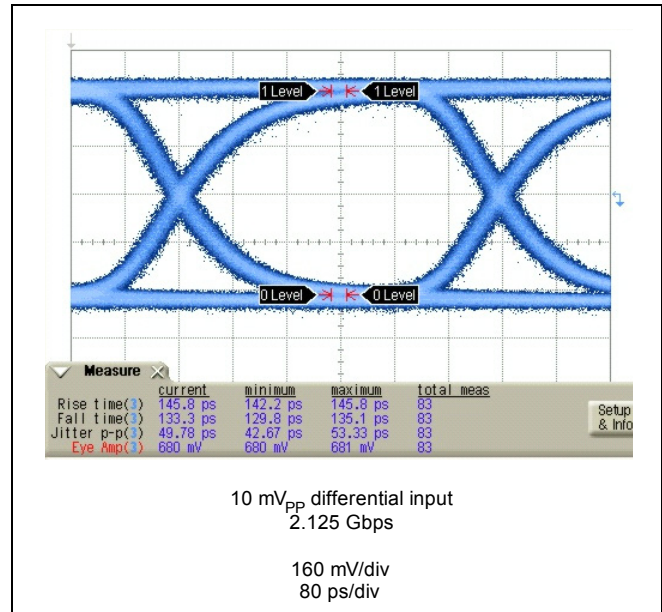 1 Level 1 Level
0 Level 0 Level
Measure
current minimum maximum total meas
Rise time(3) 145.8 ps 142.2 ps 145.8 ps 83
Fall time(3) 133.3 ps 129.8 ps 135.1 ps 83
Jitter p-p(3) 49.78 ps 42.67 ps 53.33 ps 83
Eye Amp(3) 680 mV 680 mV 681 mV 83
Setup
& Info
10 mVPP differential input
2.125 Gbps
160 mV/div
80 ps/div